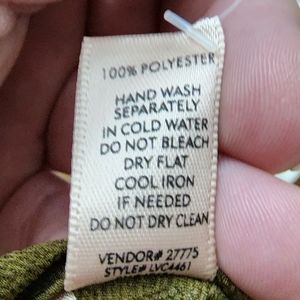 100% POLYESTER
HAND WASH
SEPARATELY
IN COLD WATER
DO NOT BLEACH
DRY FLAT
COOL IRON
IF NEEDED
DO NOT DRY CLEAN
VENDOR# 27775
STYLE# LVC4461